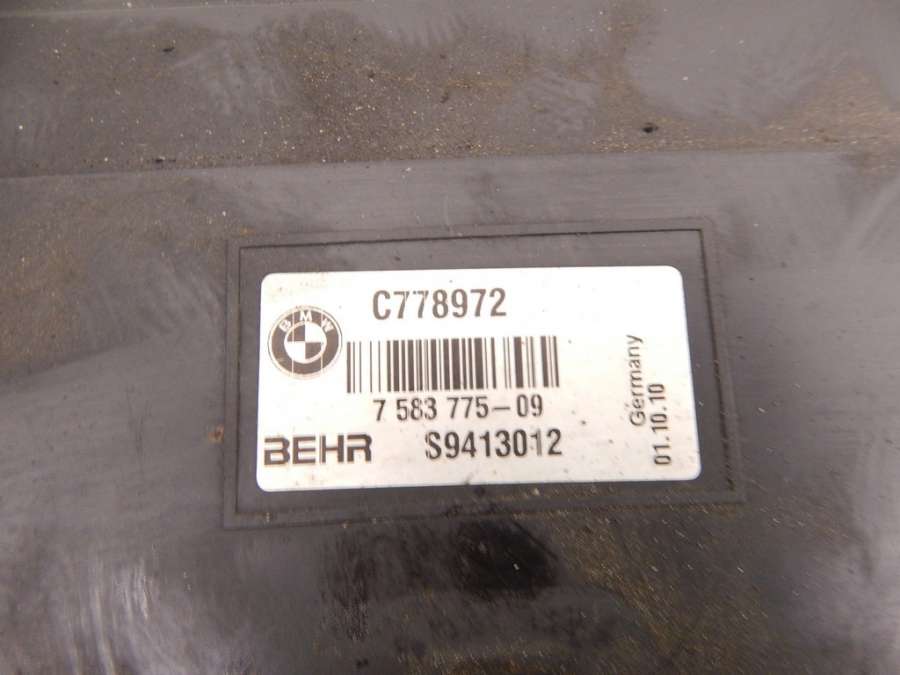 C778972
BMW
7 583 775-09
BEHR S9413012
Germany
01.10.10